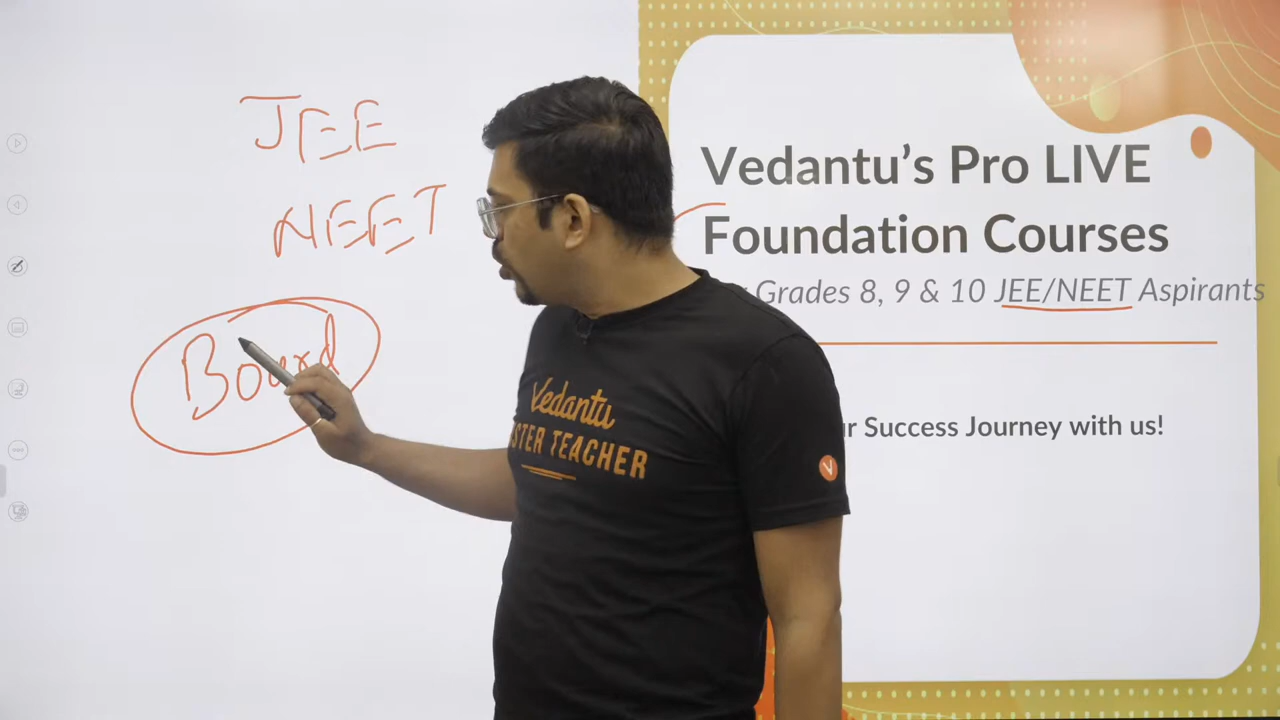 JEE
NEET
Board
Vedantu's Pro LIVE
Foundation Courses
Grades 8, 9 & 10 JEE/NEET Aspirants
Success Journey with us!
Vedantu
STER TEACHER
V